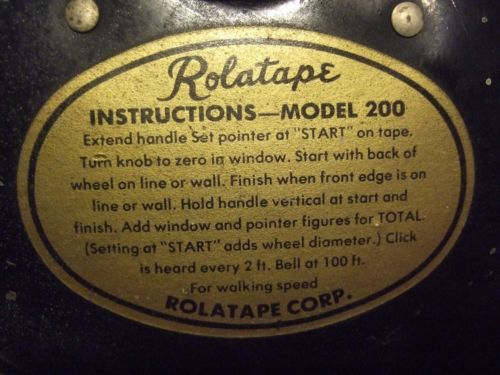 Rolatape
INSTRUCTIONS—MODEL 200
Extend handle Set pointer at "START" on tape.
Turn knob to zero in window. Start with back of
wheel on line or wall. Finish when front edge is on
line or wall. Hold handle vertical at start and
finish. Add window and pointer figures for TOTAL.
(Setting at "START" adds wheel diameter.) Click
is heard every 2 ft. Bell at 100 ft.
For walking speed
ROLATAPE CORP.